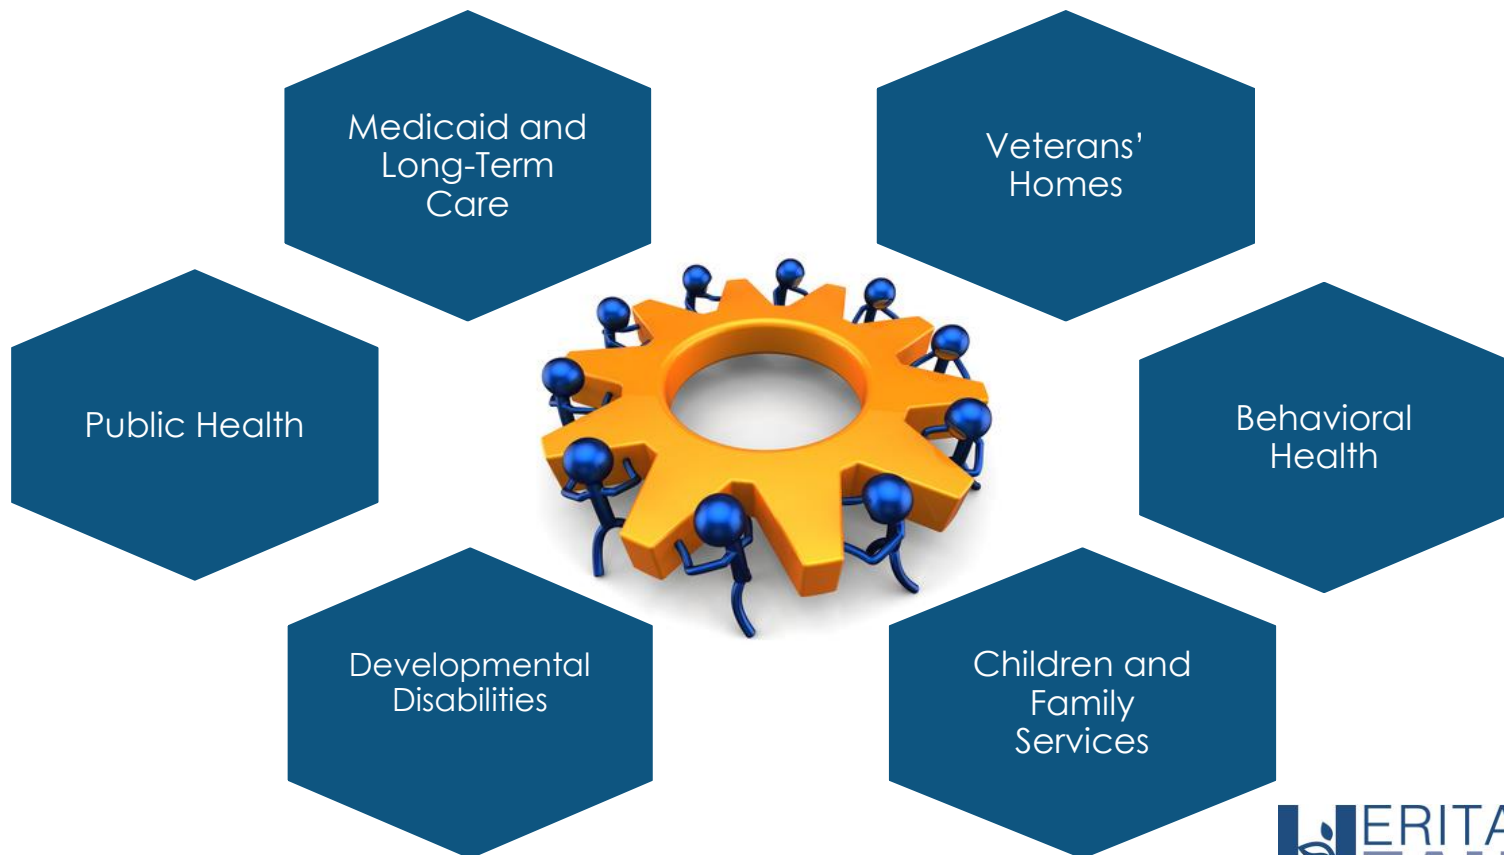 Medicaid and
Long-Term
Care
Veterans’
Homes
Public Health
Behavioral
Health
Developmental
Disabilities
Children and
Family
Services